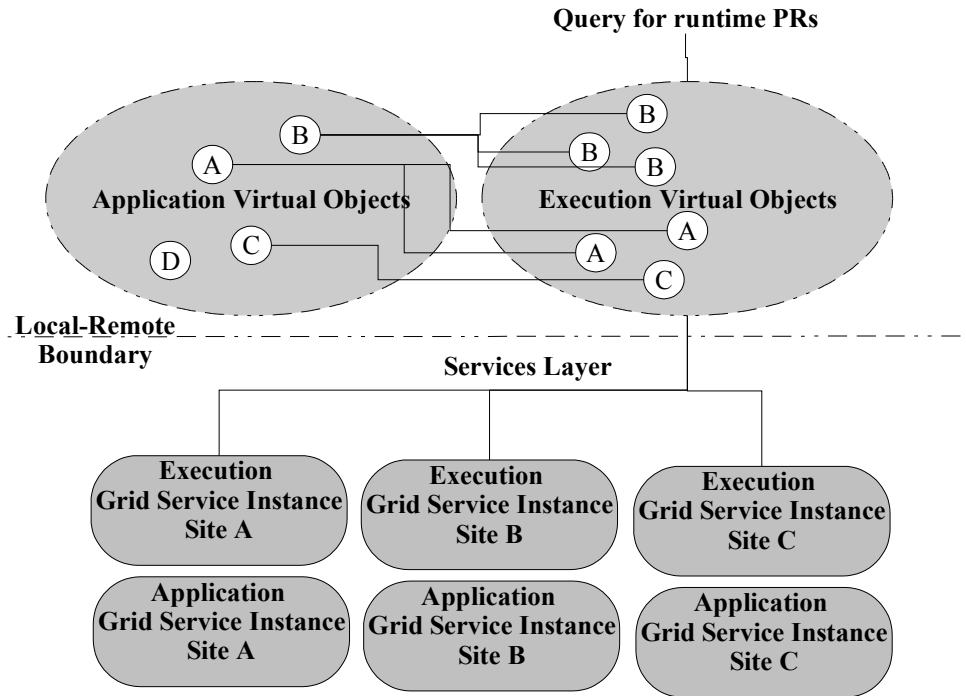 Query for runtime PRs
B
B
A
B
B
Application Virtual Objects
Execution Virtual Objects
A
D
C
A
C
Local-Remote
Boundary
Services Layer
Execution
Grid Service Instance
Site A
Execution
Grid Service Instance
Site B
Execution
Grid Service Instance
Site C
Application
Grid Service Instance
Site A
Application
Grid Service Instance
Site B
Application
Grid Service Instance
Site C